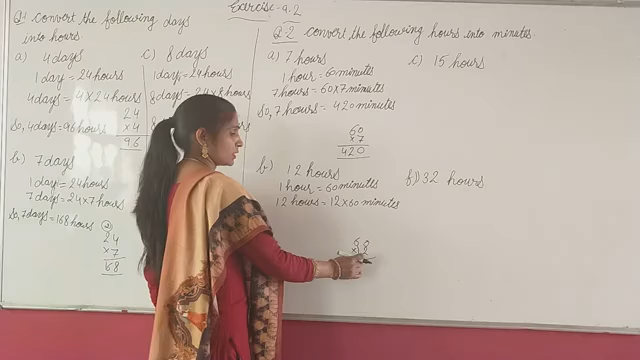 Exercise-9.2
Q.1 convert the following days
into hours
a) 4 days
1 day = 24 hours
4 days = 4 × 24 hours
24
×4
So, 4 days = 96 hours
96
b) 7 days
1 day = 24 hours
7 days = 24 × 7 hours
So, 7 days = 168 hours
2
24
×7
168
c) 8 days
1 day = 24 hours
8 days = 24 × 8 hours
Q.2 convert the following hours into minutes
a) 7 hours
1 hour = 60 minutes
7 hours = 60 × 7 minutes
So, 7 hours = 420 minutes
60
×7
420
b) 12 hours
1 hour = 60 minutes
12 hours = 12 × 60 minutes
c) 15 hours
32 hours